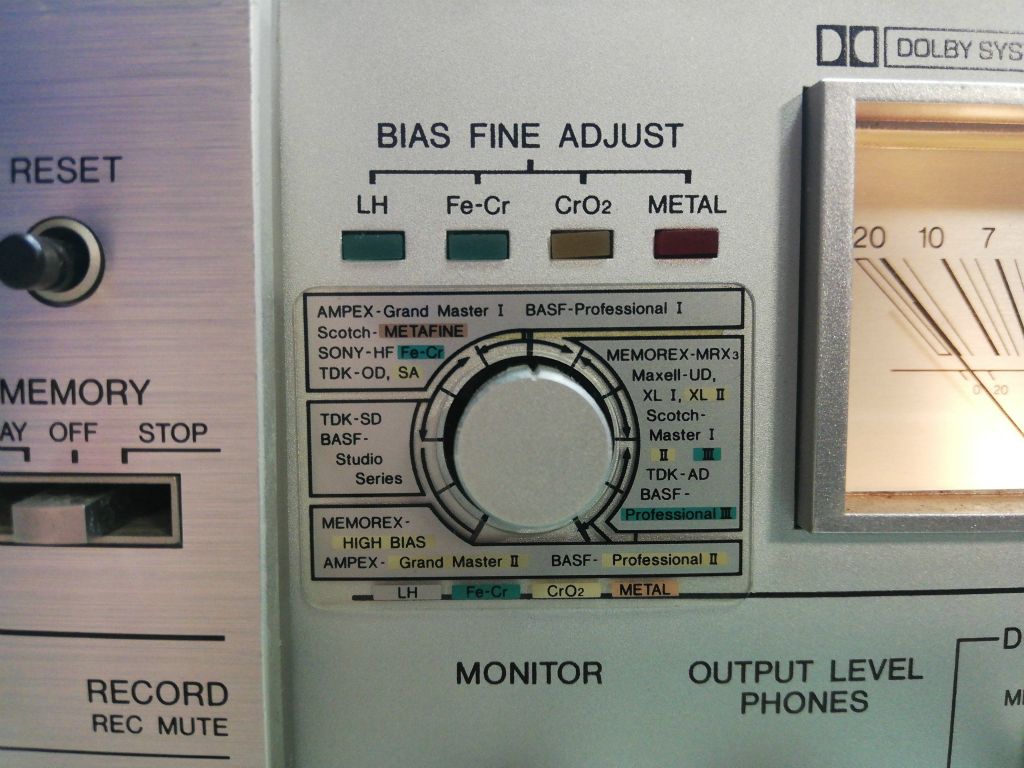 DOLBY
BIAS FINE ADJUST
RESET
LH Fe-Cr CrO2 METAL
20 10 7
AMPEX-Grand Master I BASF-Professional I
Scotch- METAFINE
SONY-HF Fe-Cr
TDK-OD, SA
MEMOREX-MRX3
Maxell-UD,
XL I, XL II
Scotch-
Master I
II III
TDK-AD
BASF-
Professional III
TDK-SD
BASF-
Studio
Series
MEMOREX-
HIGH BIAS
AMPEX- Grand Master II BASF- Professional II
LH Fe-Cr CrO2 METAL
0 20
MEMORY
OFF STOP
MONITOR
OUTPUT LEVEL
PHONES
RECORD
REC MUTE